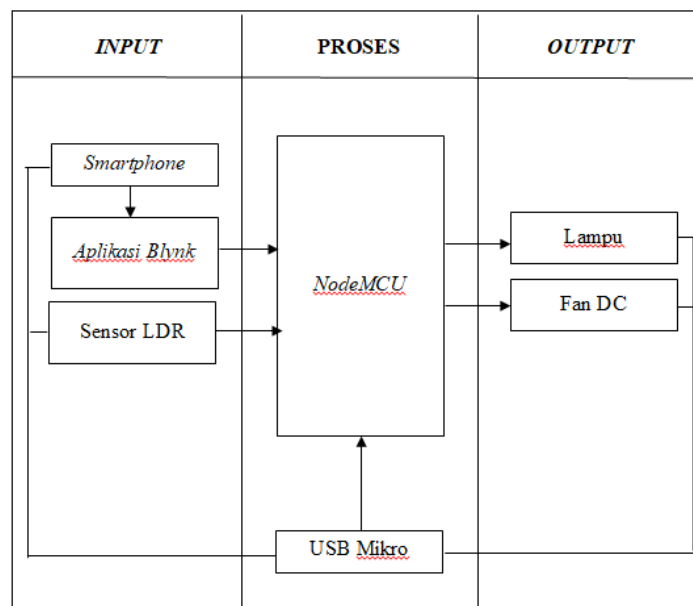 INPUT
PROSES
OUTPUT
Smartphone
Aplikasi Blynk
Sensor LDR
NodeMCU
Lampu
Fan DC
USB Mikro